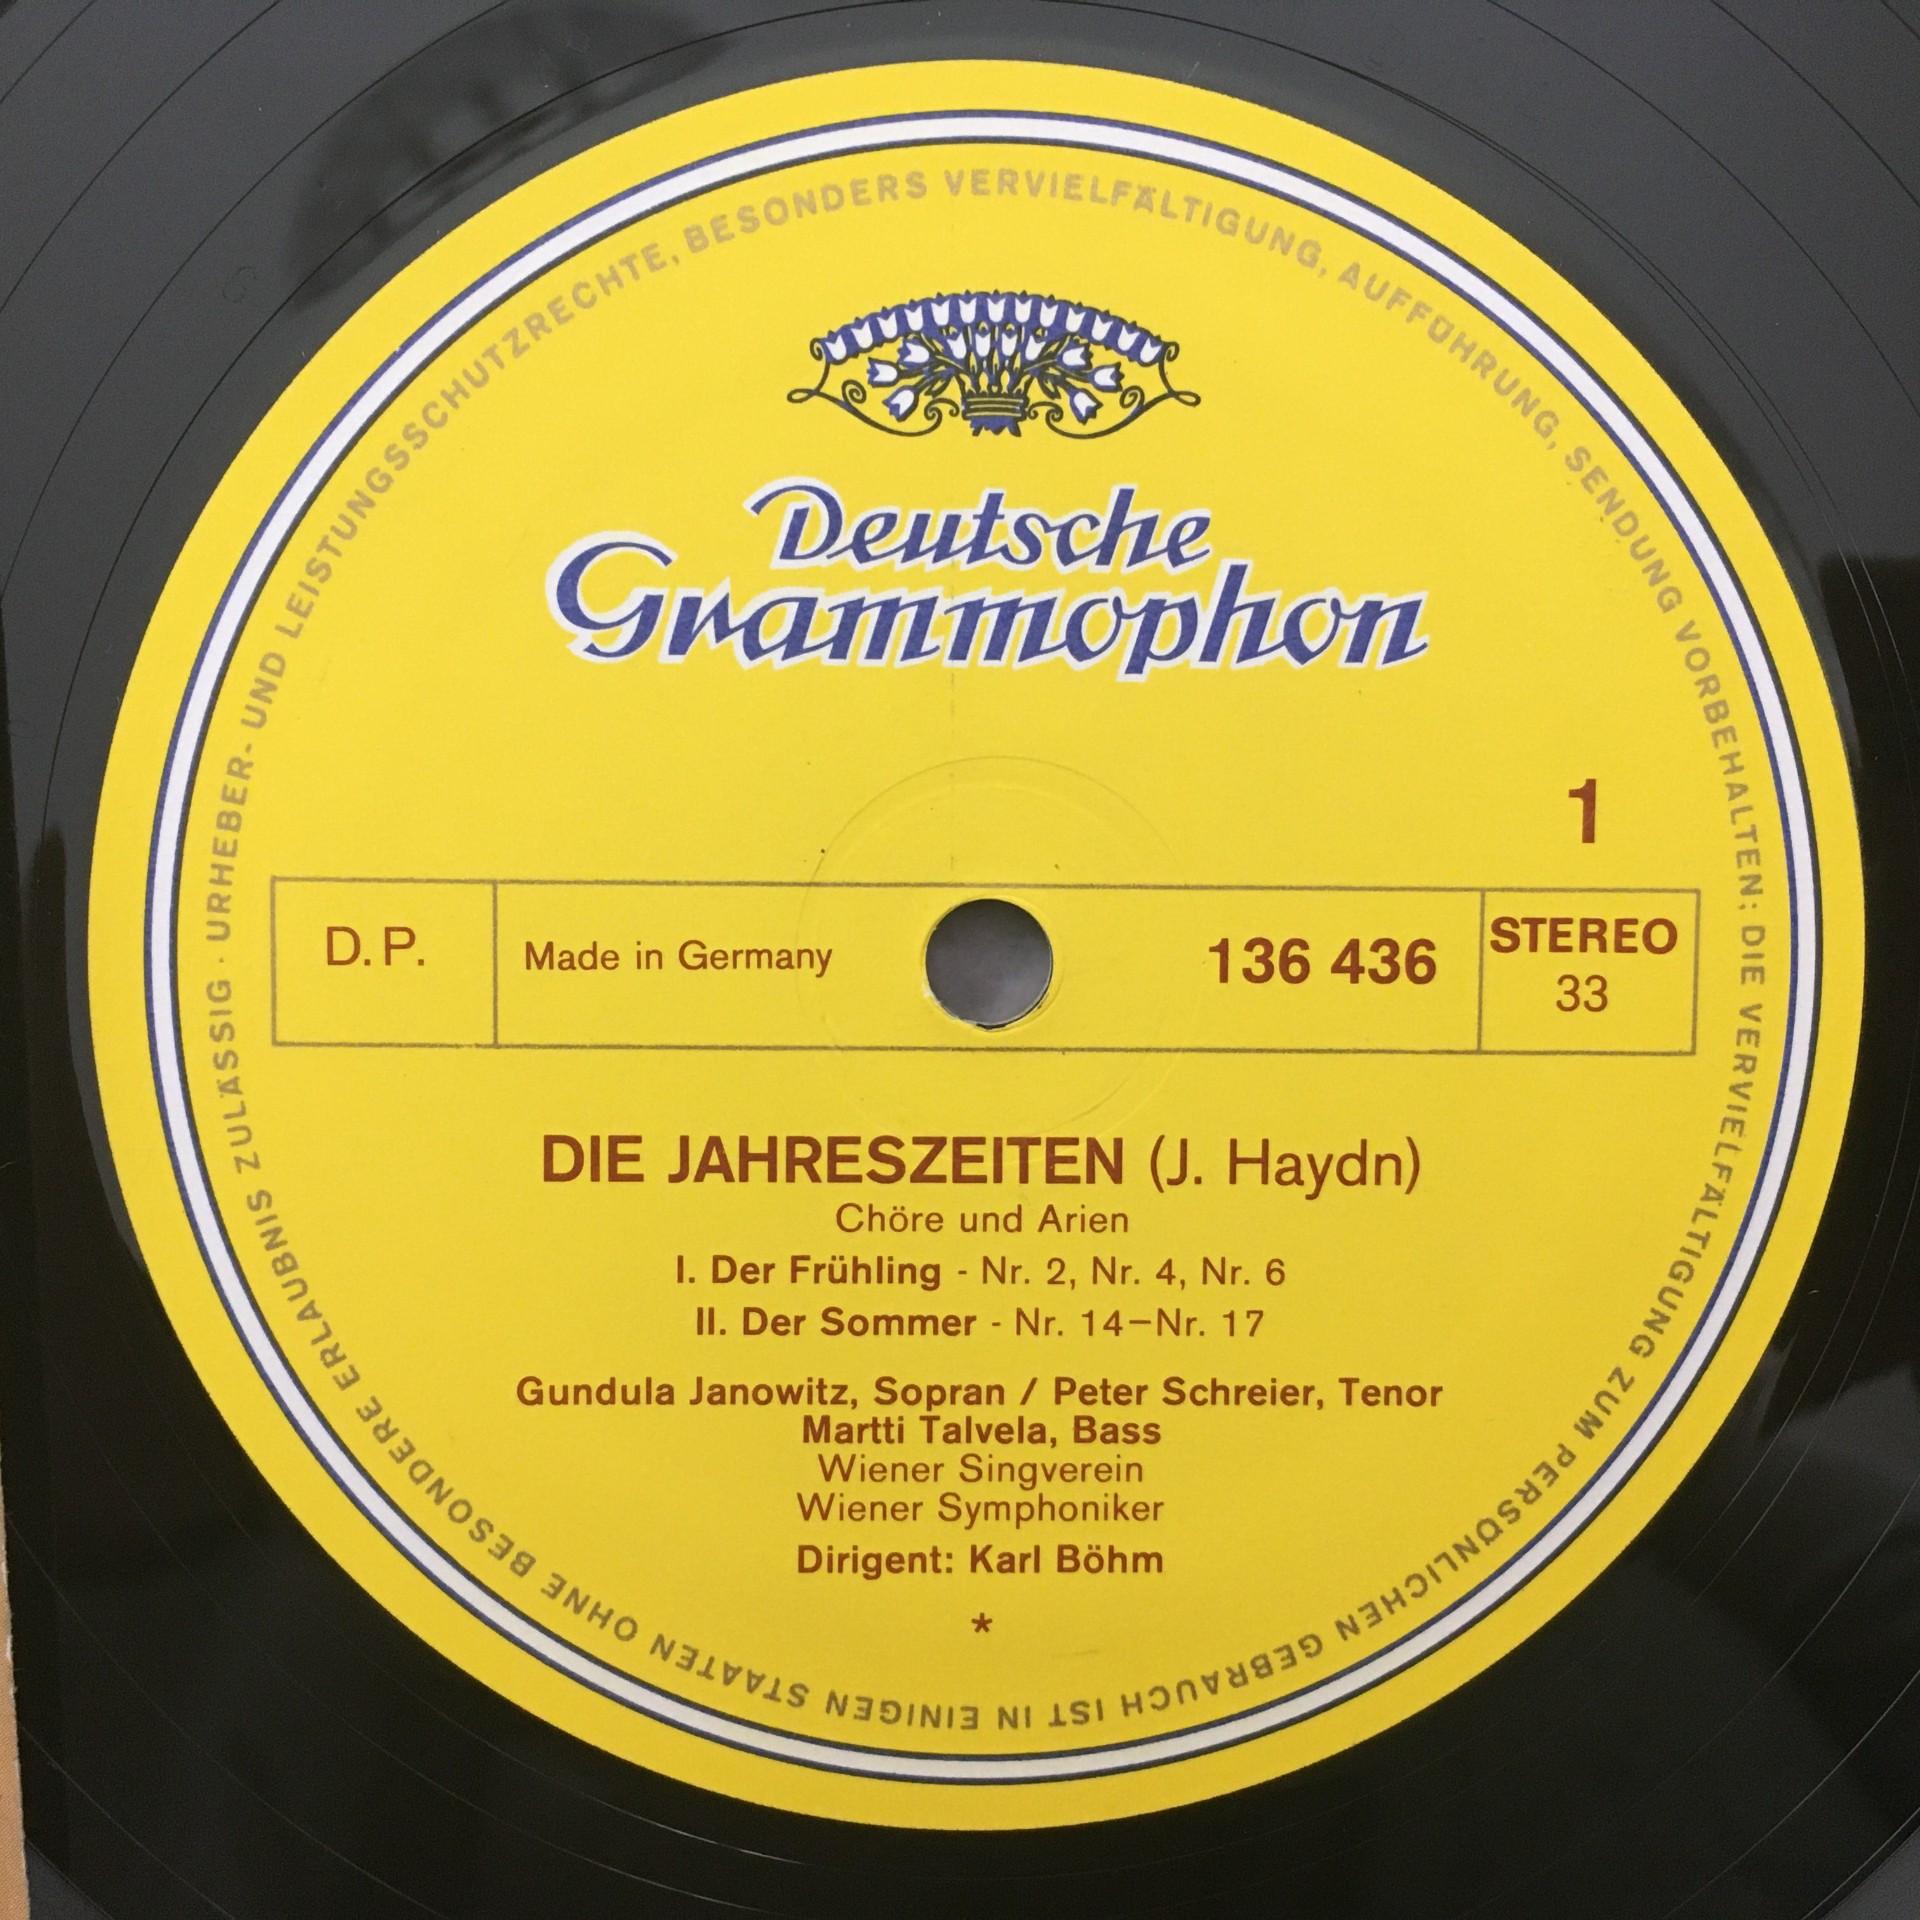 URHEBER- UND LEISTUNGSSCHUTZRECHTE, BESONDERS VERVIELFÄLTIGUNG, AUFFÜHRUNG, SENDUNG VORBEHALTEN; DIE VERVIELFÄLTIGUNG ZUM PERSÖNLICHEN GEBRAUCH IST IN EINIGEN STAATEN OHNE BESONDERE ERLAUBNIS ZULÄSSIG ·
Deutsche
Grammophon
1
D.P.
Made in Germany
136 436
STEREO
33
DIE JAHRESZEITEN (J. Haydn)
Chöre und Arien
I. Der Frühling - Nr. 2, Nr. 4, Nr. 6
II. Der Sommer - Nr. 14–Nr. 17
Gundula Janowitz, Sopran / Peter Schreier, Tenor
Martti Talvela, Bass
Wiener Singverein
Wiener Symphoniker
Dirigent: Karl Böhm
*